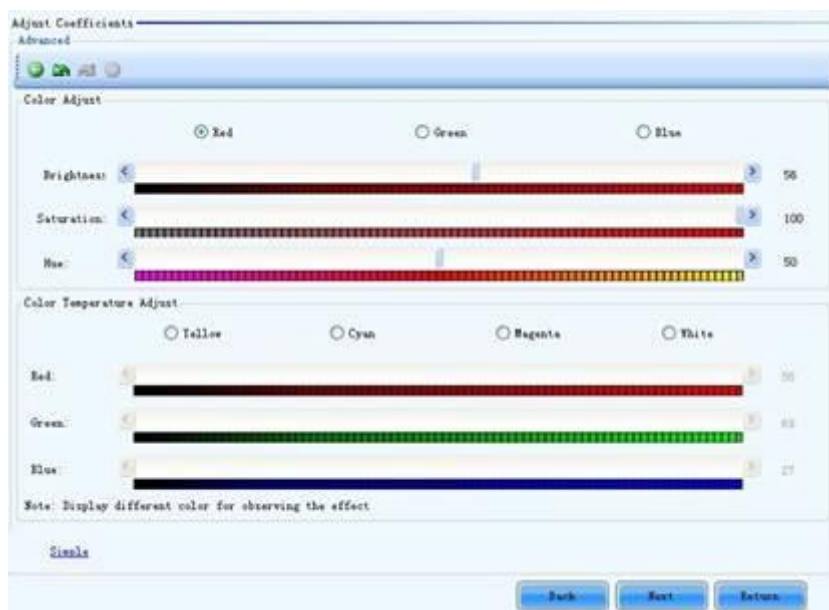 Adjust Coefficients
Advanced
Color Adjust
Red Green Blue
Brightness: 56
Saturation: 100
Hue: 50
Color Temperature Adjust
Yellow Cyan Magenta White
Red:
Green:
Blue: 27
Note: Display different color for observing the effect
Simple
Back Next Return